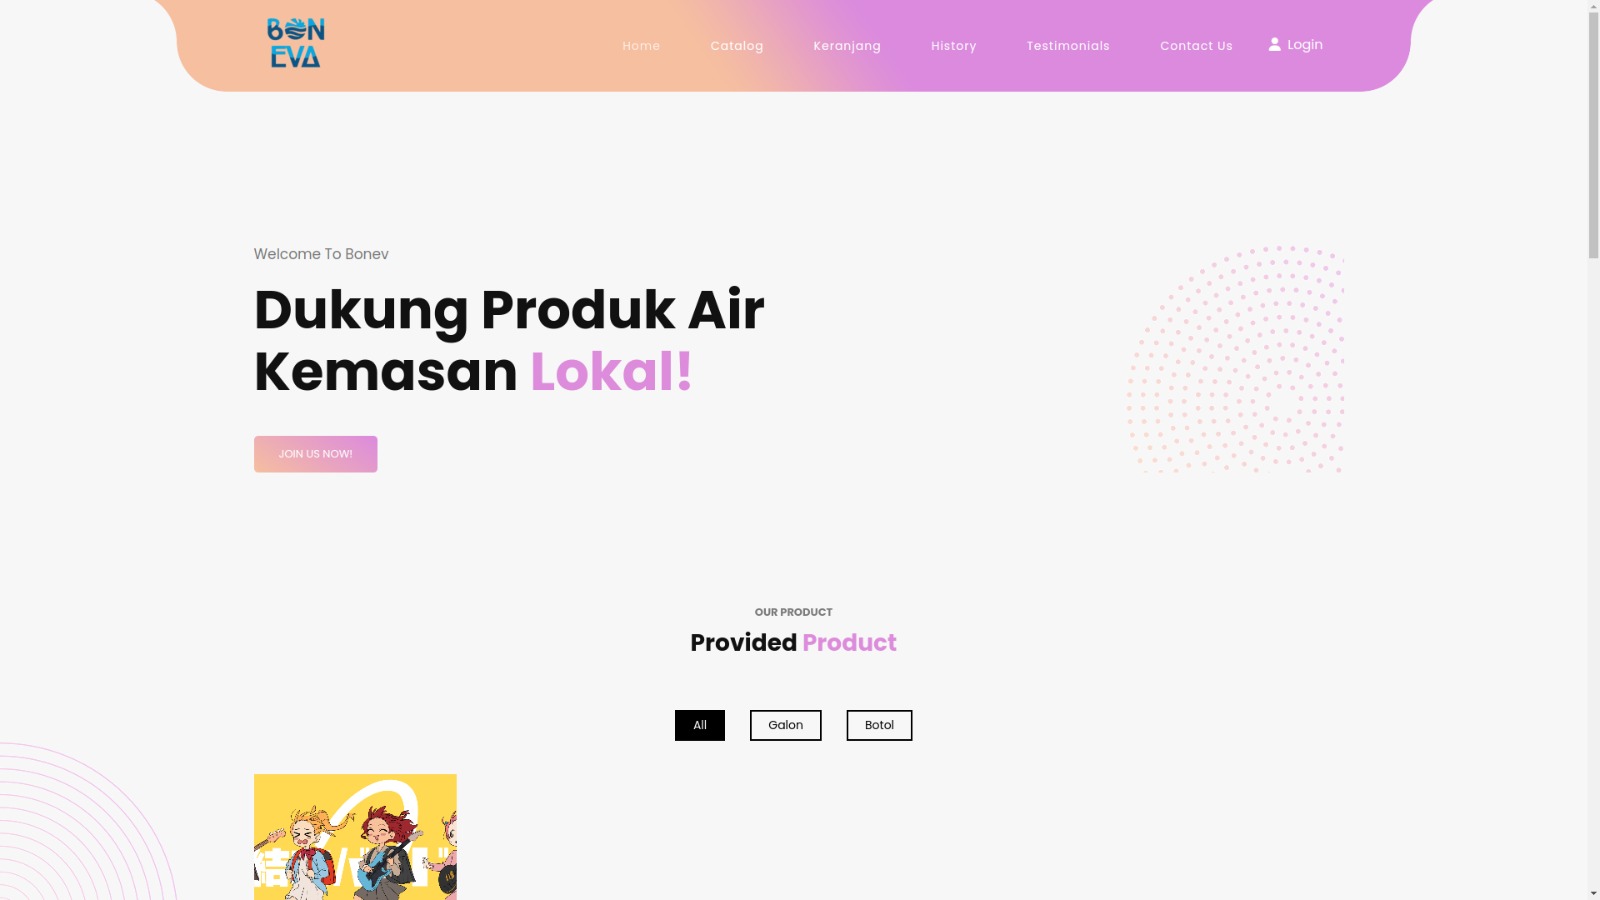 BON
EVA
Home
Catalog
Keranjang
History
Testimonials
Contact Us
Login
Welcome To Bonev
Dukung Produk Air
Kemasan Lokal!
JOIN US NOW!
OUR PRODUCT
Provided Product
All
Galon
Botol
結